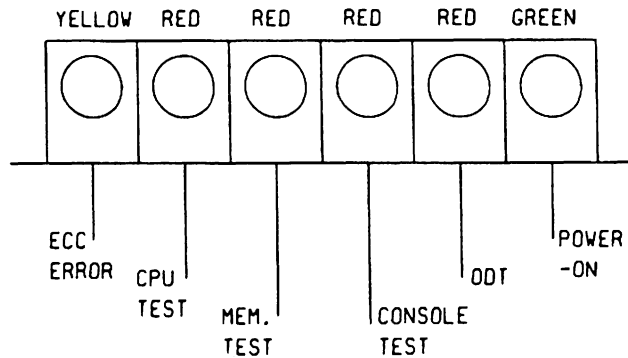 YELLOW RED RED RED RED GREEN
ECC
ERROR
CPU
TEST
MEM.
TEST
CONSOLE
TEST
ODT
POWER
-ON